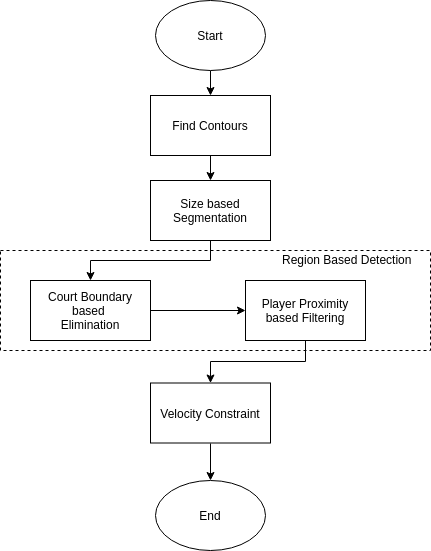 Start
Find Contours
Size based
Segmentation
Region Based Detection
Court Boundary
based
Elimination
Player Proximity
based Filtering
Velocity Constraint
End